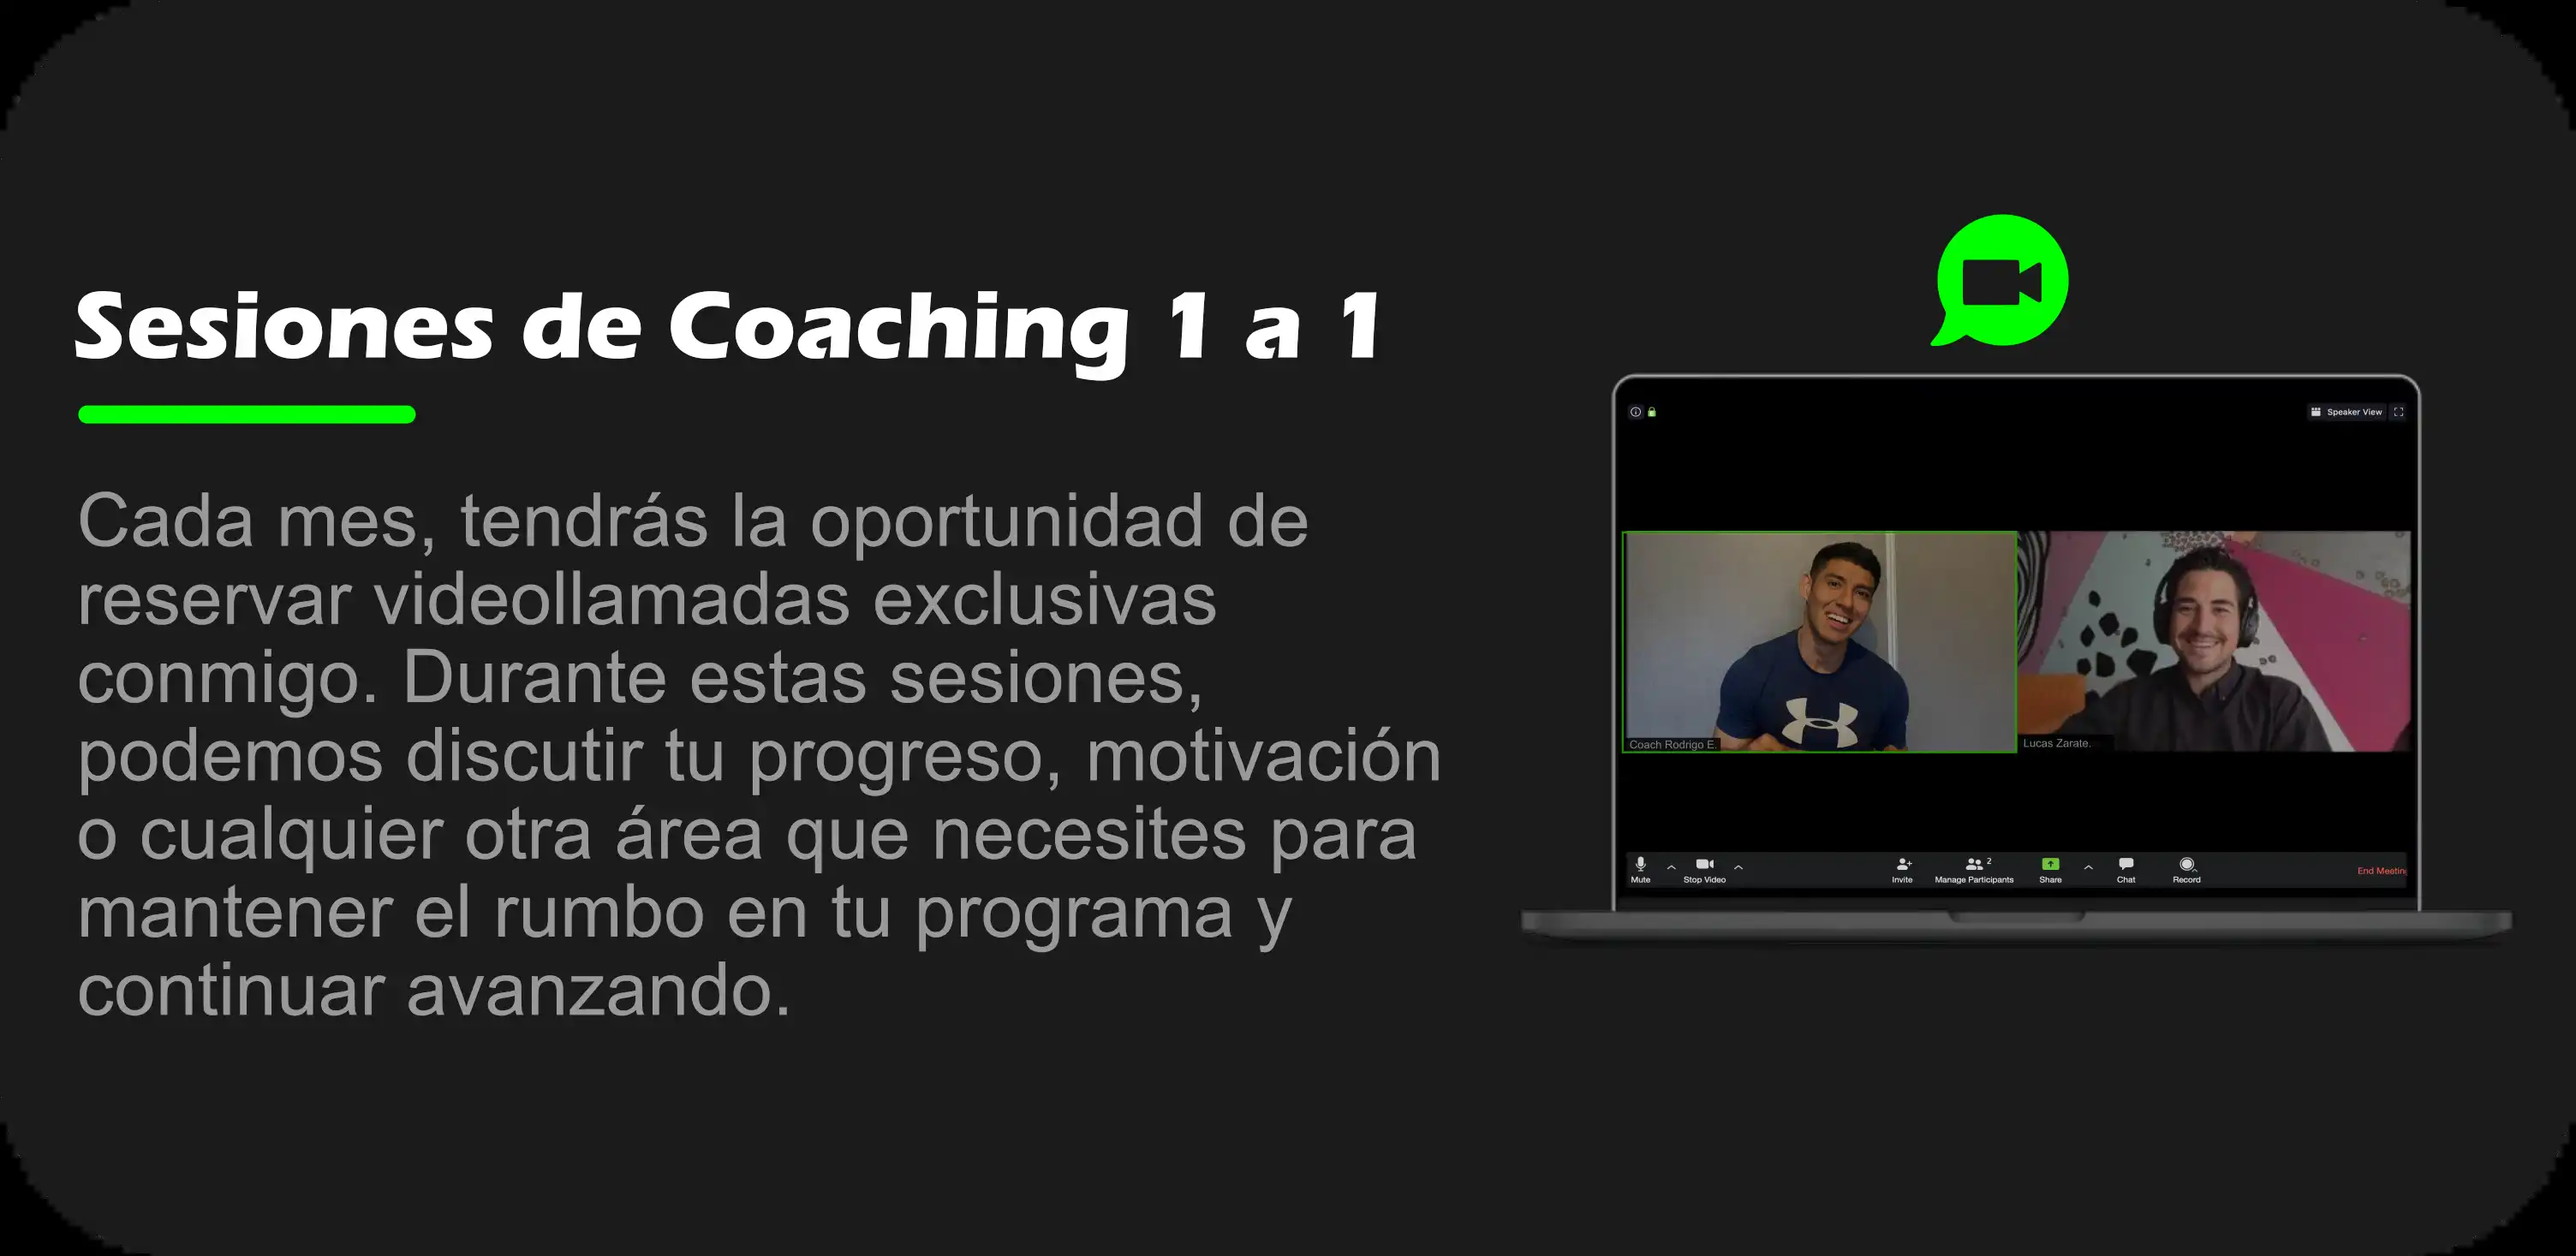 Sesiones de Coaching 1 a 1
Cada mes, tendrás la oportunidad de
reservar videollamadas exclusivas
conmigo. Durante estas sesiones,
podemos discutir tu progreso, motivación
o cualquier otra área que necesites para
mantener el rumbo en tu programa y
continuar avanzando.
Speaker View
Coach Rodrigo E.
Lucas Zarate.
2
Mute Stop Video Invite Manage Participants Share Chat Record End Meeting